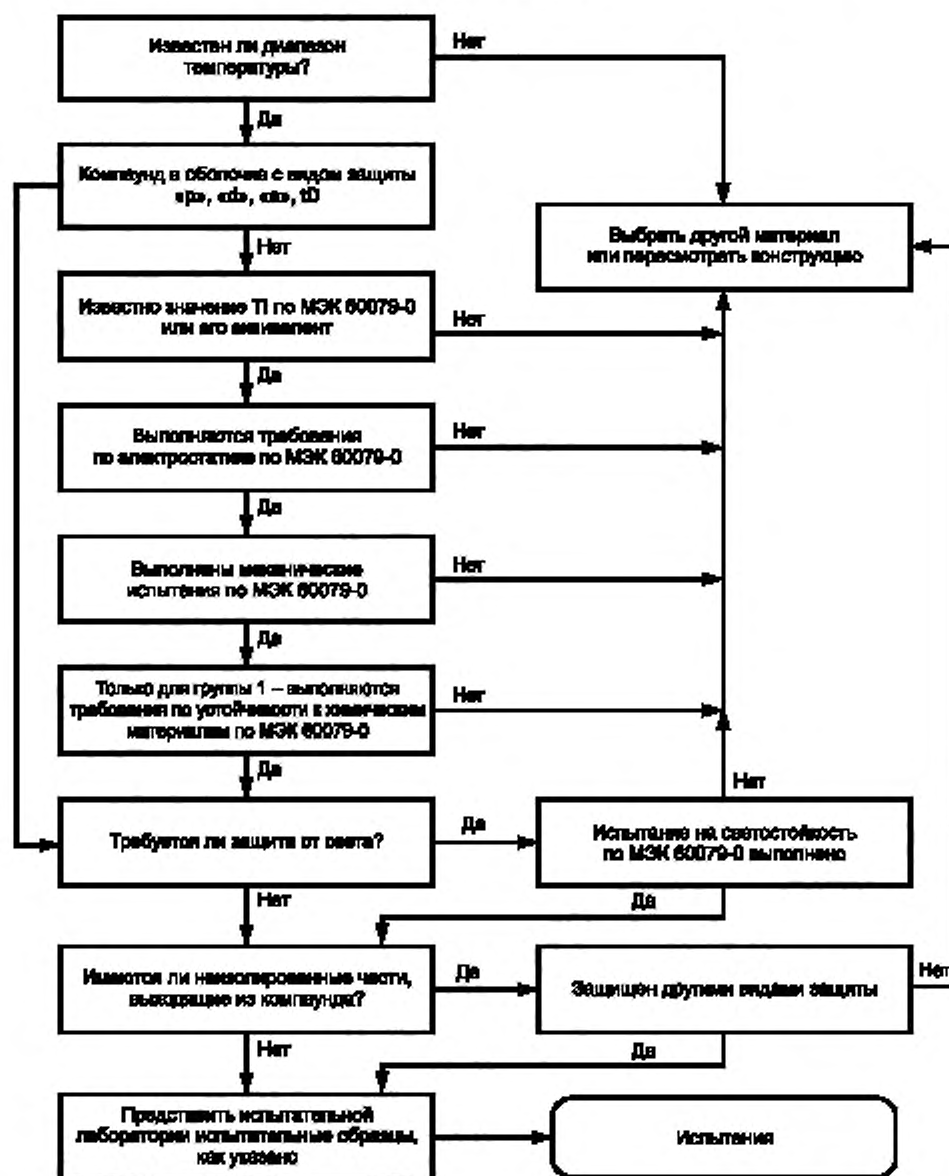 Известен ли диапазон
температуры?
Нет
Да
Компаунд в оболочке с видом защиты
«p», «d», «e», tD
Выбрать другой материал
или пересмотреть конструкцию
Нет
Известно значение TI по МЭК 60079-0
или его эквивалент
Нет
Да
Выполняются требования
по электростатике по МЭК 60079-0
Нет
Да
Выполнены механические
испытания по МЭК 60079-0
Нет
Да
Только для группы 1 – выполняются
требования по устойчивости к химическим
материалам по МЭК 60079-0
Нет
Да
Нет
Требуется ли защита от света?
Да
Испытание на светостойкость
по МЭК 60079-0 выполнено
Нет
Да
Имеются ли неизолированные части,
выходящие из компаунда?
Да
Защищен другими видами защиты
Нет
Нет
Да
Представить испытательной
лаборатории испытательные образцы,
как указано
Испытания